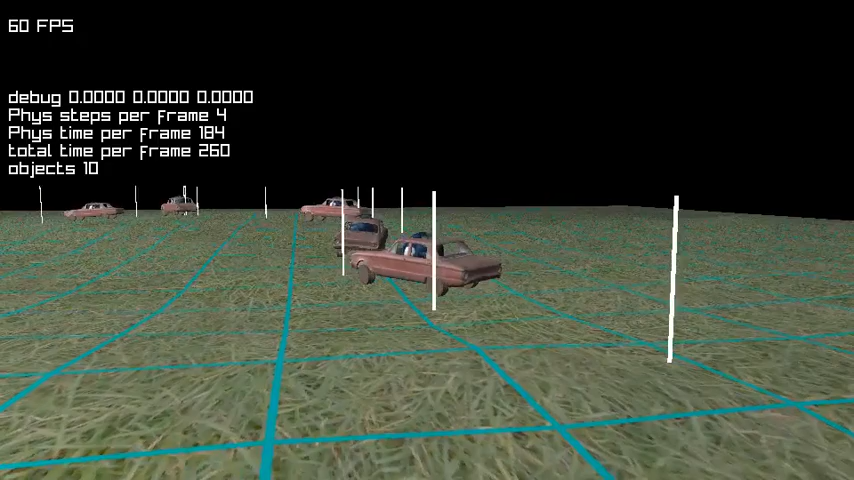 60 FPS
debug 0.0000 0.0000 0.0000
Phys steps per frame 4
Phys time per frame 184
total time per frame 260
objects 10